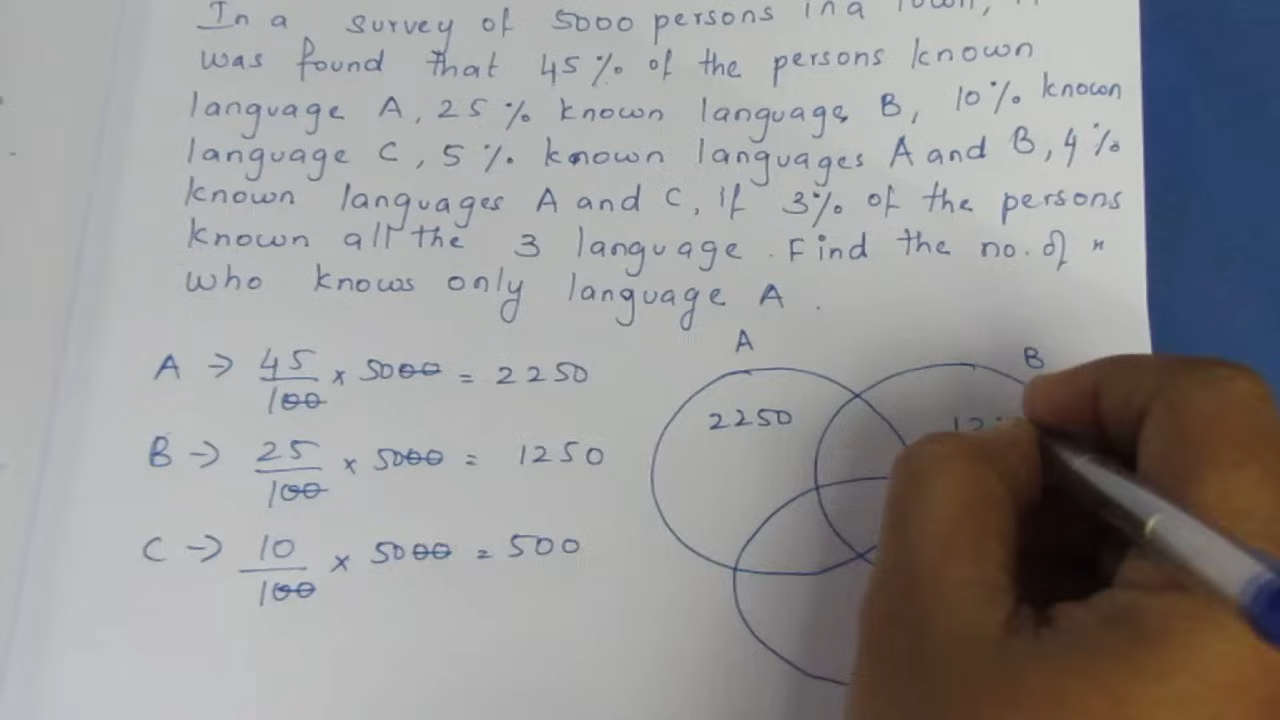 In a survey of 5000 persons in a town,
was found that 45% of the persons known
language A, 25% known language B, 10% known
language C, 5% known languages A and B, 4%
known languages A and C, if 3% of the persons
known all the 3 language. Find the no. of "
who knows only language A.
A → 45/100 × 5000 = 2250
B → 25/100 × 5000 = 1250
C → 10/100 × 5000 = 500
A
B
2250